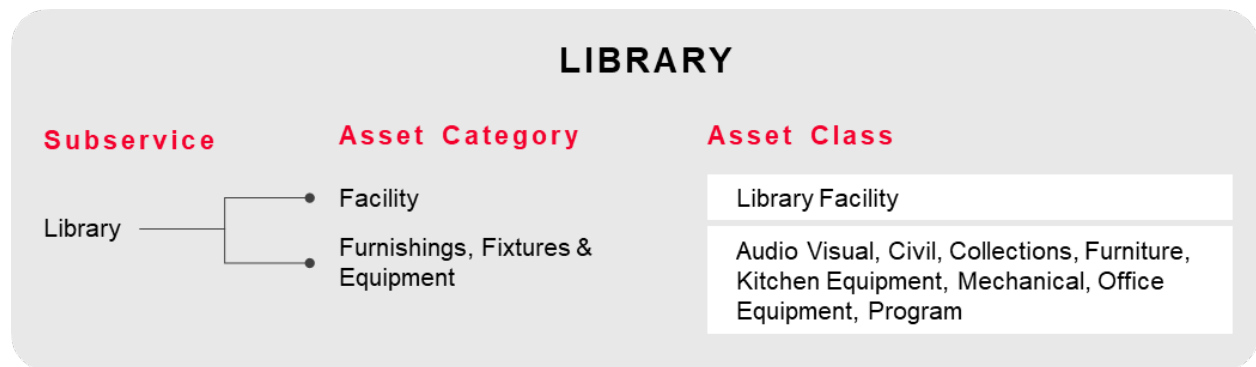 LIBRARY
Subservice
Asset Category
Asset Class
Library
Facility
Library Facility
Furnishings, Fixtures &
Equipment
Audio Visual, Civil, Collections, Furniture,
Kitchen Equipment, Mechanical, Office
Equipment, Program